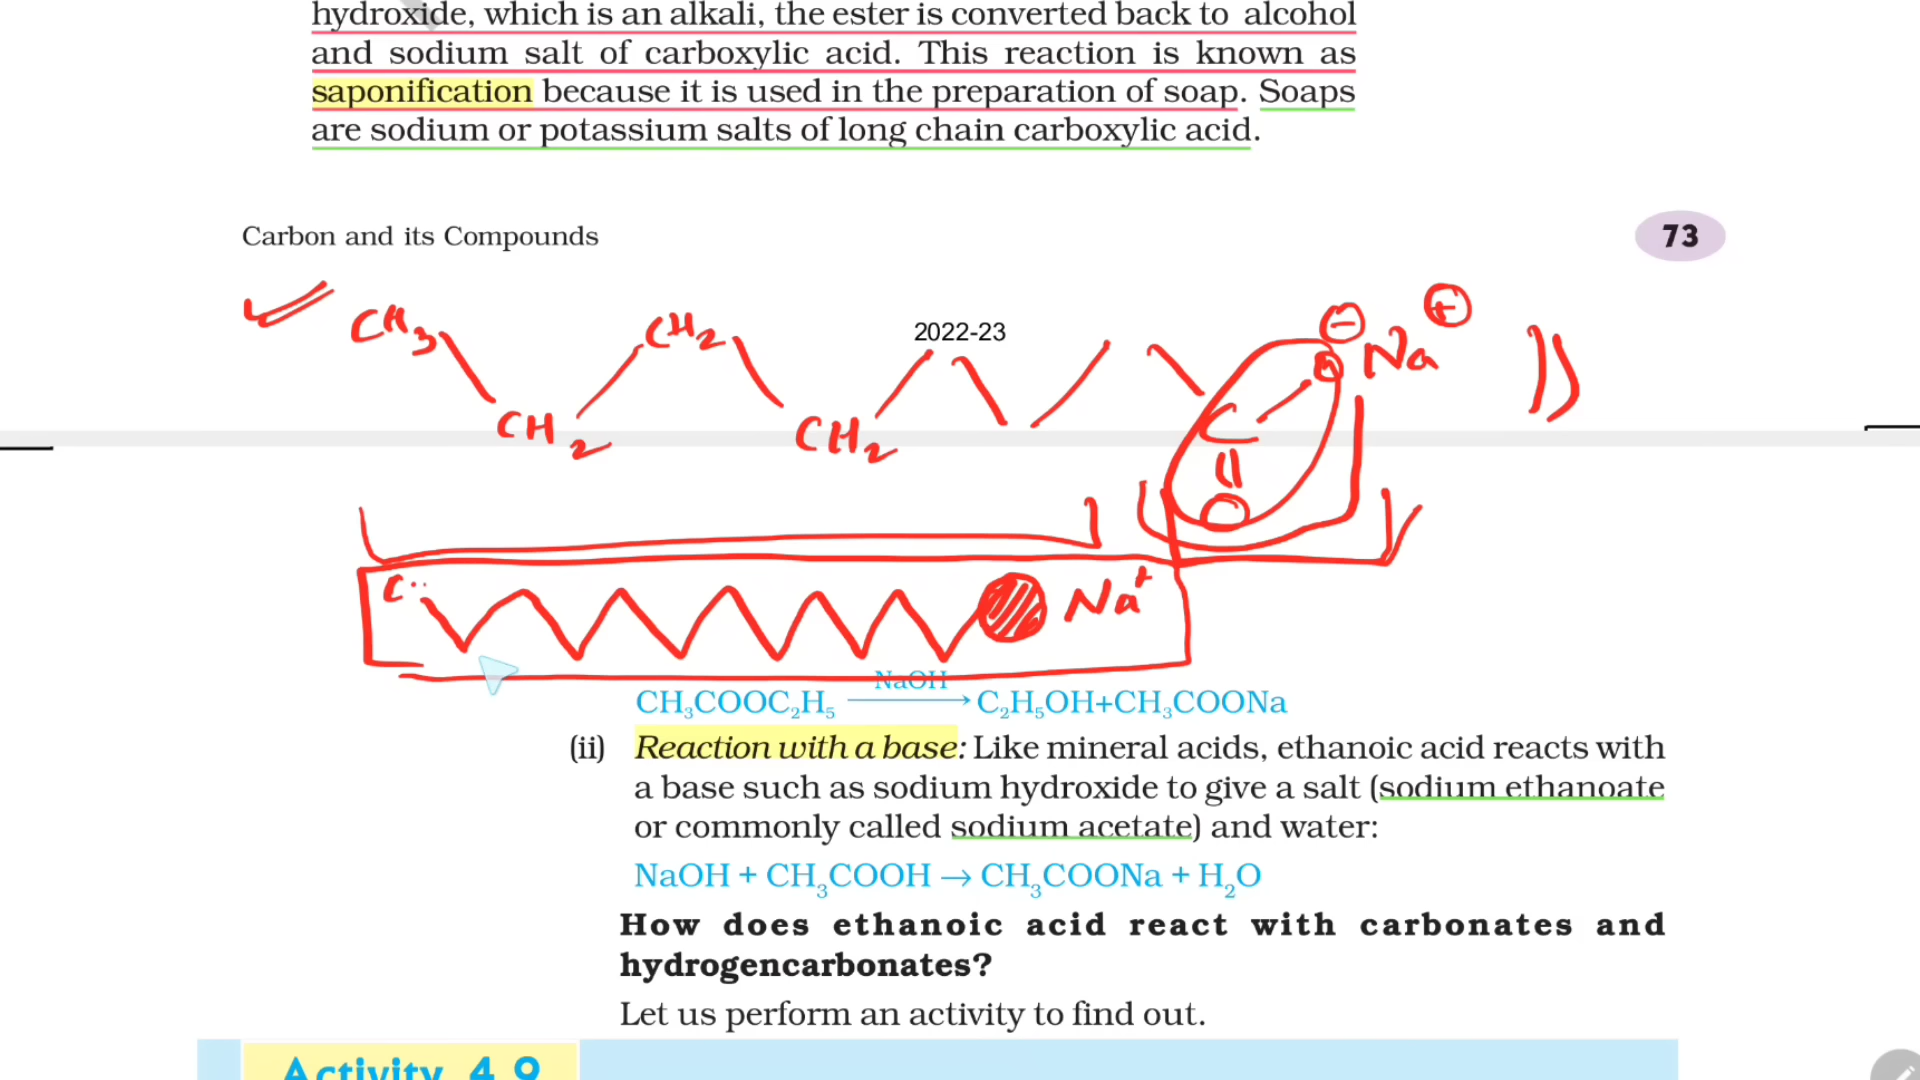 hydroxide, which is an alkali, the ester is converted back to alcohol
and sodium salt of carboxylic acid. This reaction is known as
saponification because it is used in the preparation of soap. Soaps
are sodium or potassium salts of long chain carboxylic acid.
Carbon and its Compounds
73
2022-23
CH3 CH2 CH2 CH2 C O O⊖ Na⊕
C Na+
CH₃COOC₂H₅ NaOH → C₂H₅OH+CH₃COONa
(ii) Reaction with a base: Like mineral acids, ethanoic acid reacts with
a base such as sodium hydroxide to give a salt (sodium ethanoate
or commonly called sodium acetate) and water:
NaOH + CH₃COOH → CH₃COONa + H₂O
How does ethanoic acid react with carbonates and
hydrogencarbonates?
Let us perform an activity to find out.
Activity 4.9